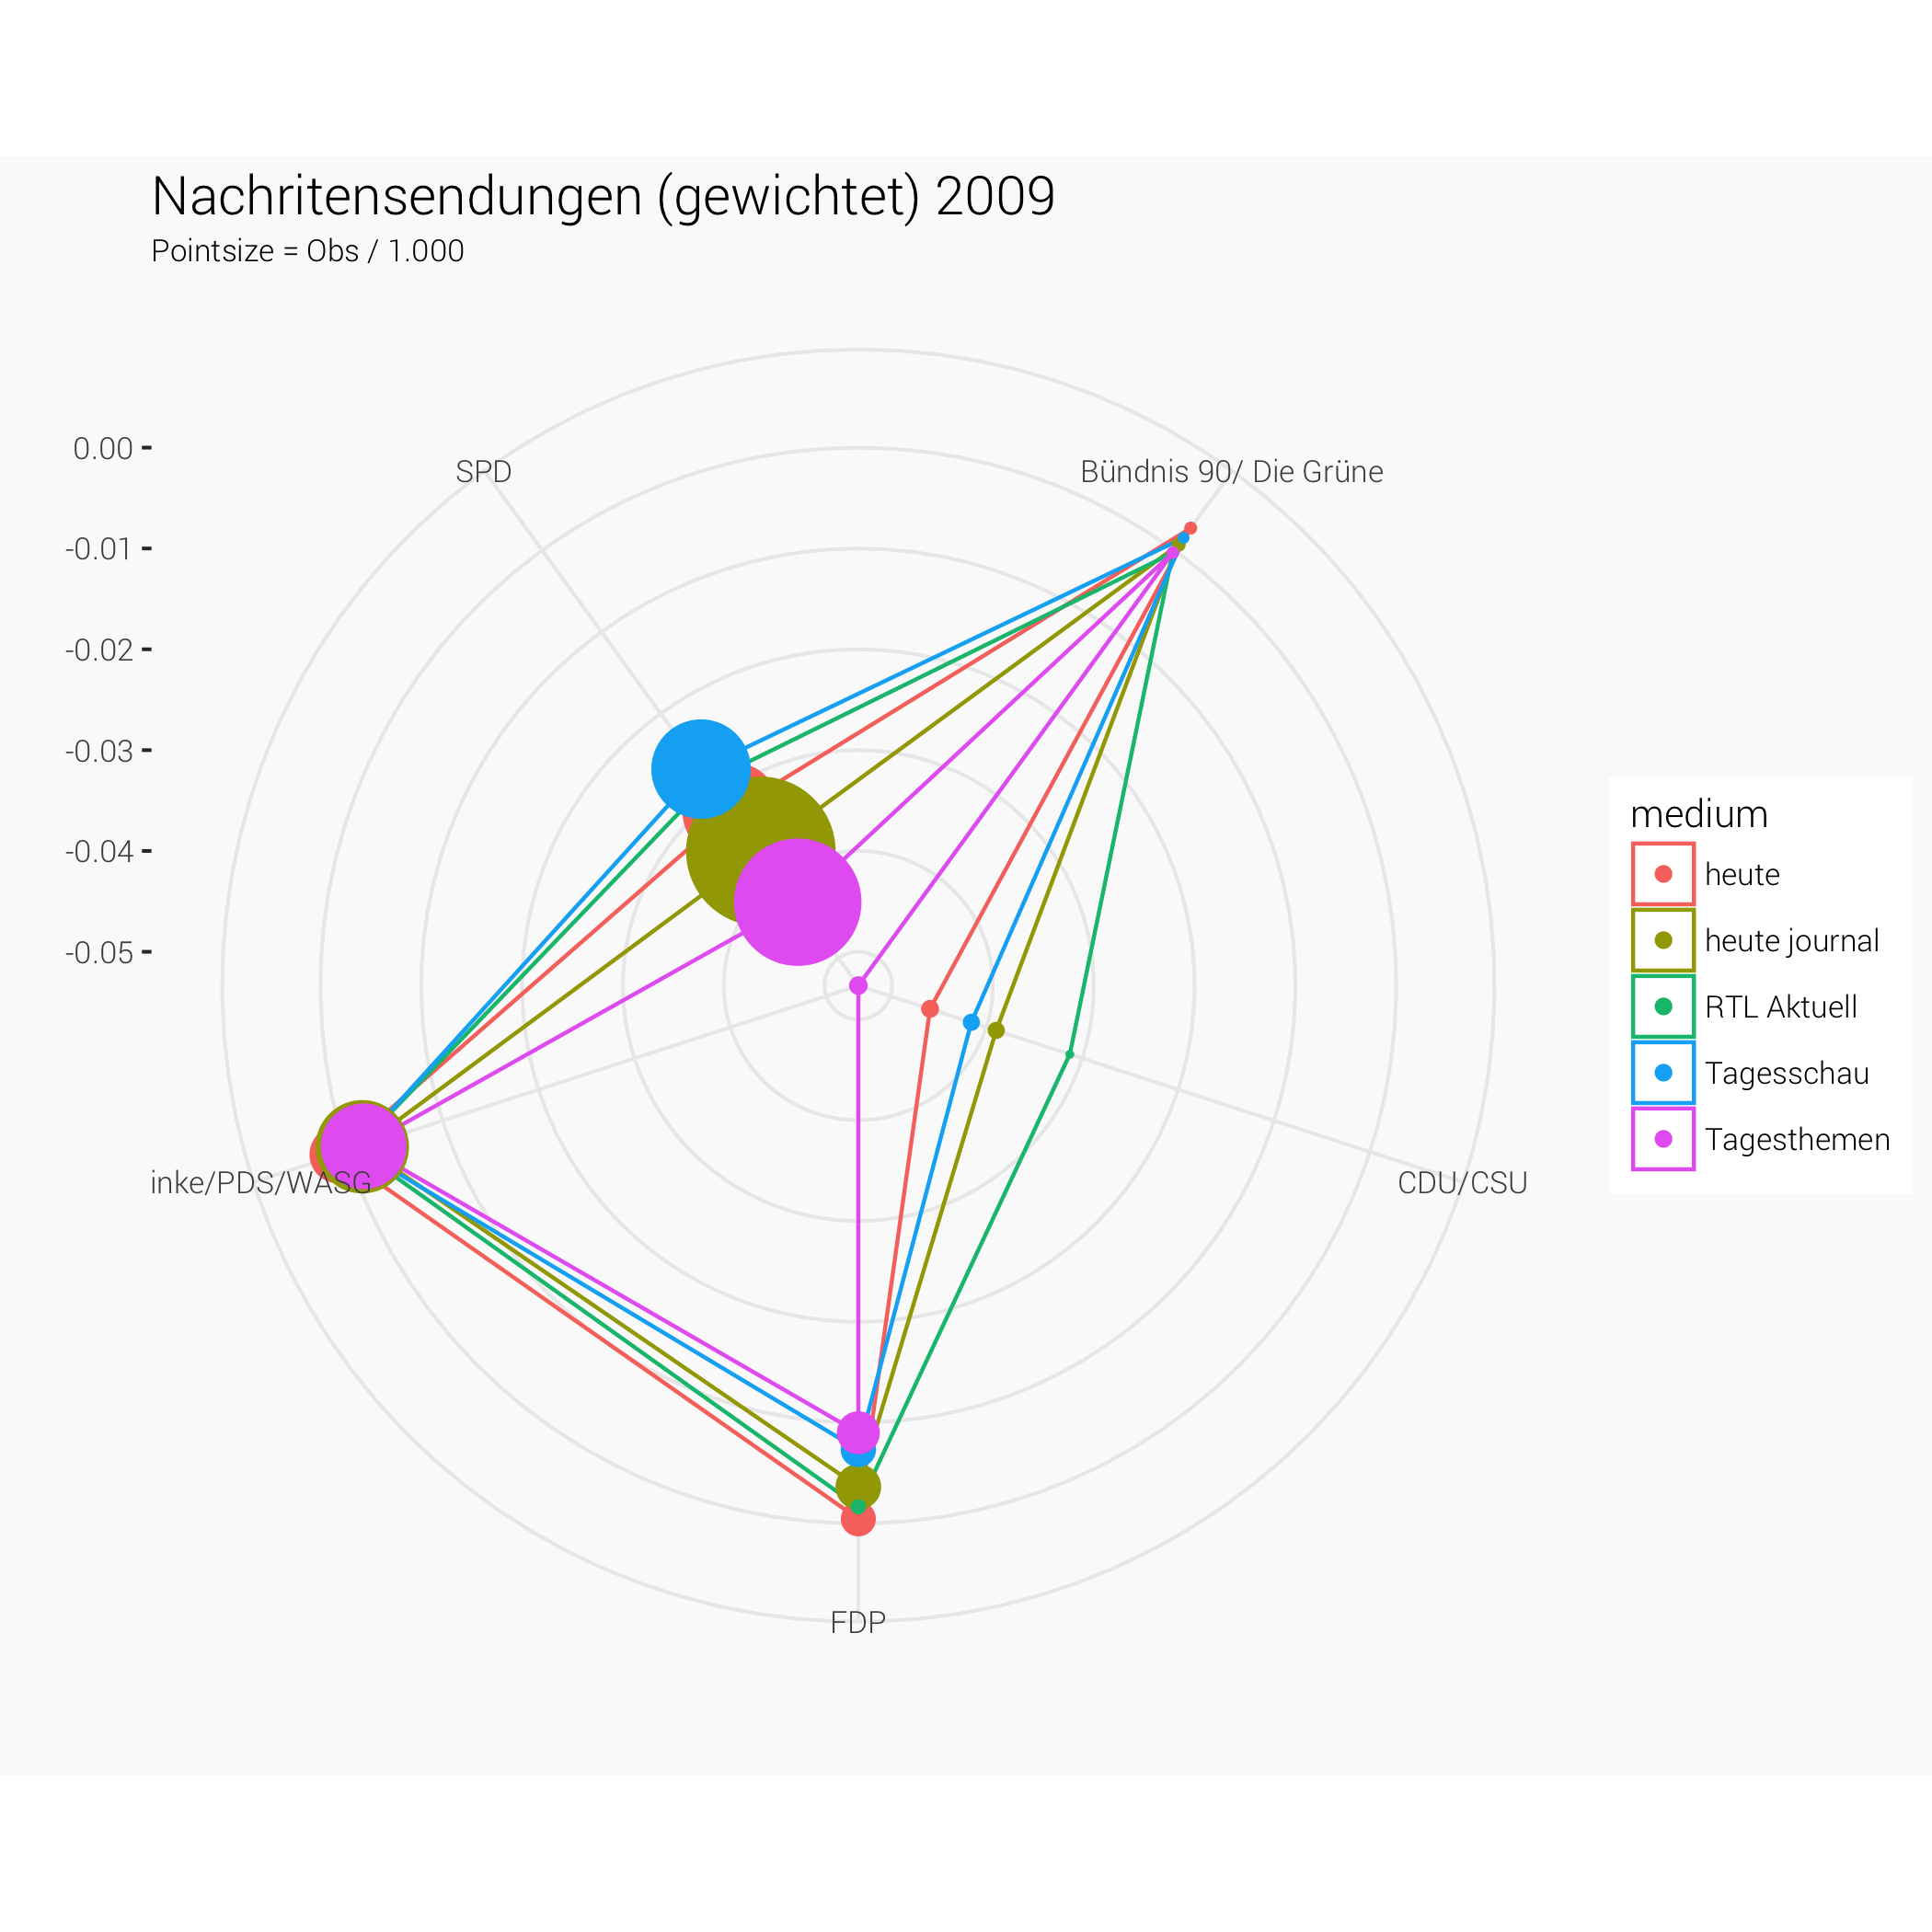 Nachritensendungen (gewichtet) 2009
Pointsize = Obs / 1.000
0.00
-0.01
-0.02
-0.03
-0.04
-0.05
SPD
Bündnis 90/ Die Grüne
inke/PDS/WASG
CDU/CSU
FDP
medium
heute
heute journal
RTL Aktuell
Tagesschau
Tagesthemen